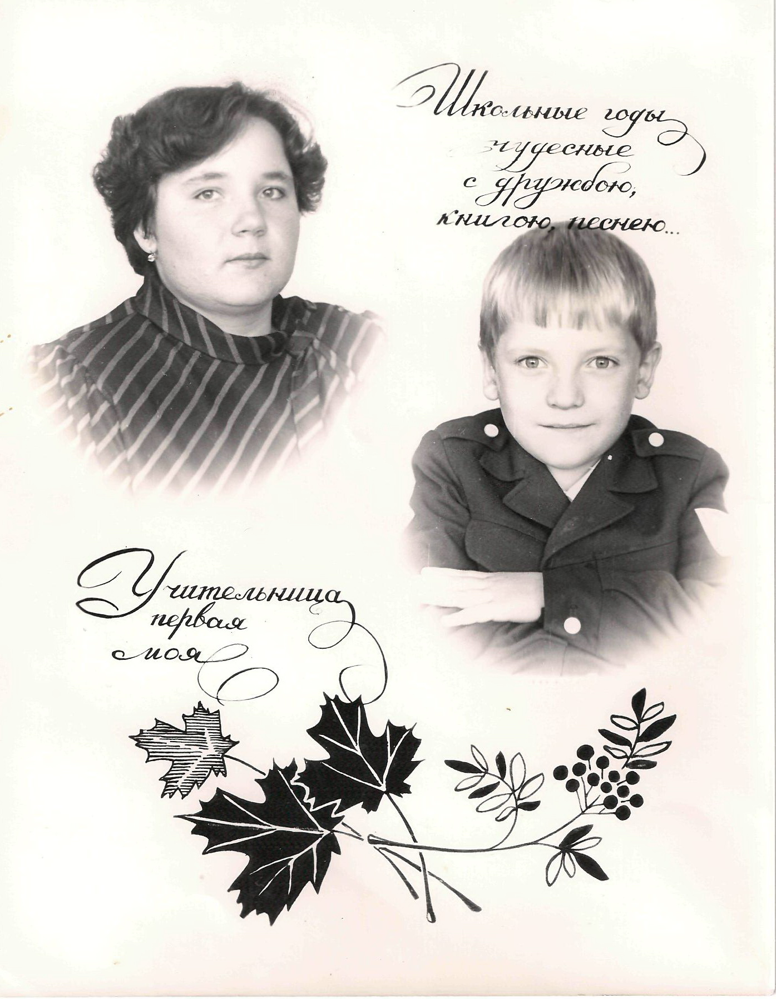 Школьные годы
чудесные
с дружбою,
книгою, песнею...
Учительница
первая
моя